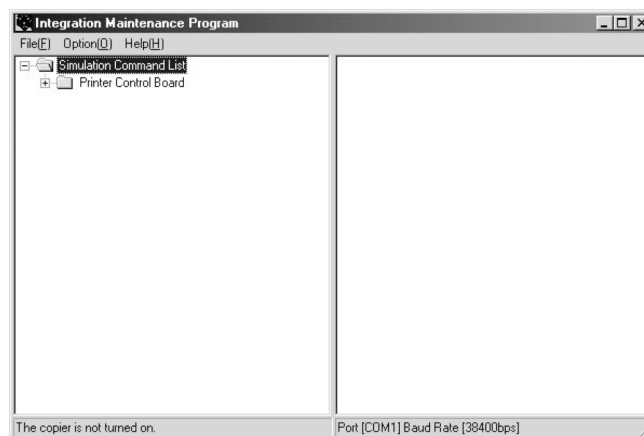 Integration Maintenance Program
File(F) Option(O) Help(H)
Simulation Command List
Printer Control Board
The copier is not turned on.
Port [COM1] Baud Rate [38400bps]